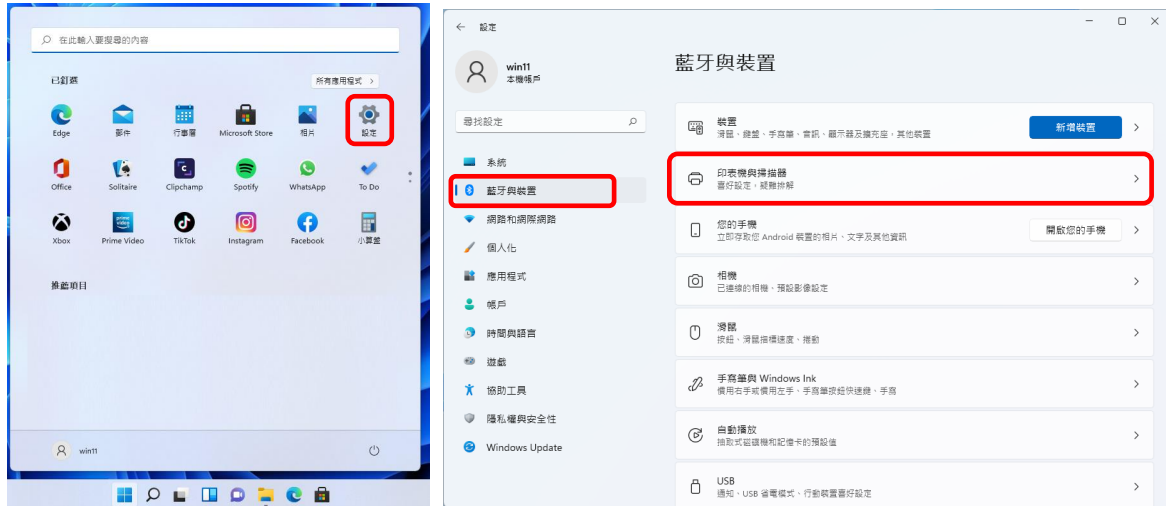 在此輸入要搜尋的內容
已釘選
所有應用程式 >
Edge
郵件
行事曆
Microsoft Store
相片
設定
Office
Solitaire
Clipchamp
Spotify
WhatsApp
To Do
Xbox
prime video
Prime Video
TikTok
Instagram
Facebook
小算盤
推薦項目
win11
← 設定
win11
本機帳戶
尋找設定
系統
藍牙與裝置
網路和網際網路
個人化
應用程式
帳戶
時間與語言
遊戲
協助工具
隱私權與安全性
Windows Update
藍牙與裝置
裝置
滑鼠、鍵盤、手寫筆、音訊、顯示器及擴充座，其他裝置
新增裝置
印表機與掃描器
喜好設定，疑難排解
您的手機
立即存取您 Android 裝置的相片、文字及其他資訊
開啟您的手機
相機
已連線的相機、預設影像設定
滑鼠
按鈕、滑鼠指標速度、捲動
手寫筆與 Windows Ink
慣用右手或慣用左手、手寫筆按鈕快速鍵、手寫
自動播放
抽取式磁碟機和記憶卡的預設值
USB
通知、USB 省電模式、行動裝置喜好設定